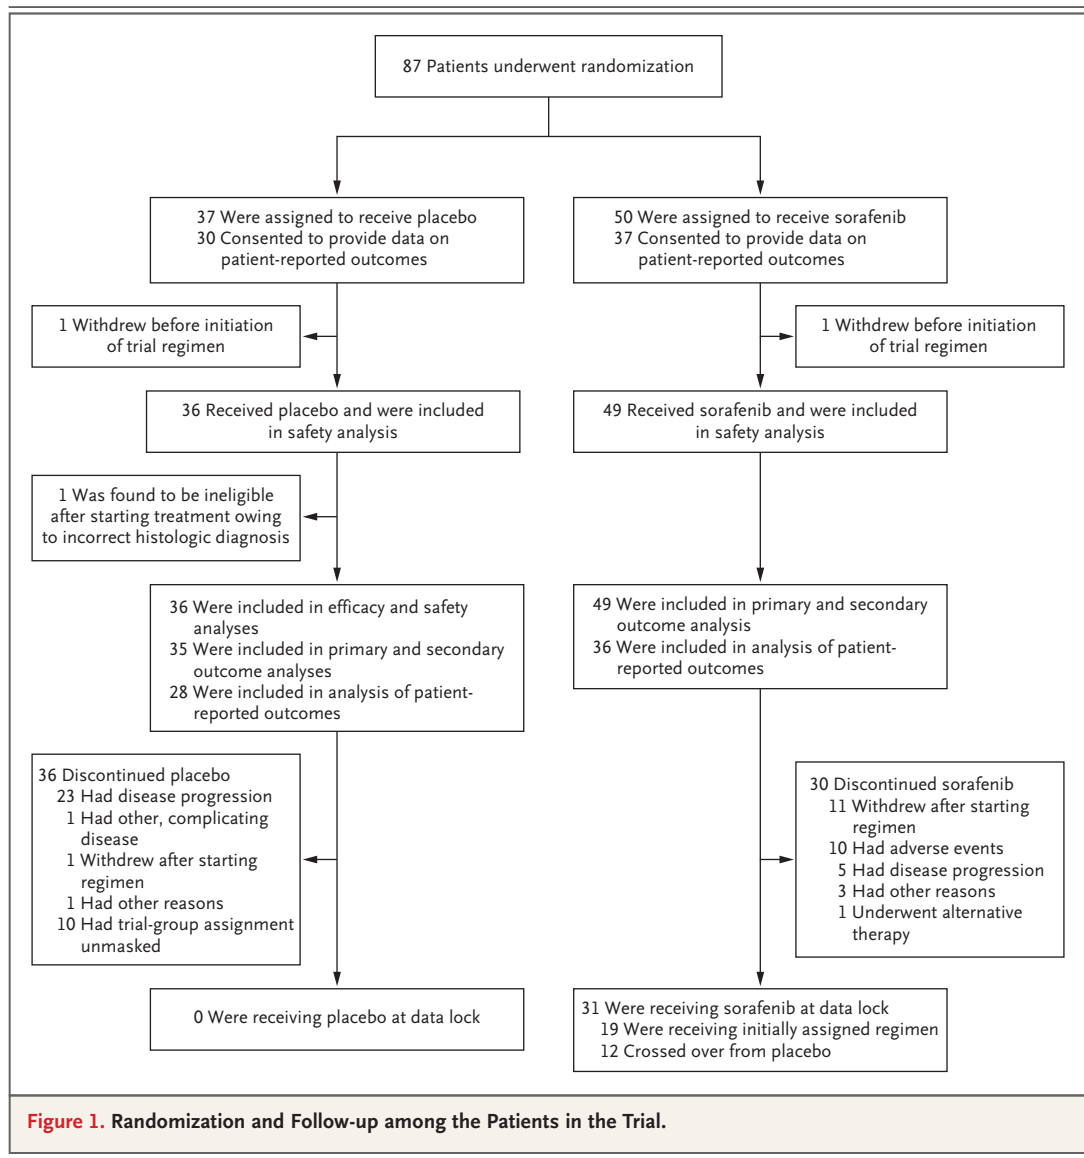 87 Patients underwent randomization
37 Were assigned to receive placebo
30 Consented to provide data on
patient-reported outcomes
50 Were assigned to receive sorafenib
37 Consented to provide data on
patient-reported outcomes
1 Withdrew before initiation
of trial regimen
1 Withdrew before initiation
of trial regimen
36 Received placebo and were included
in safety analysis
49 Received sorafenib and were included
in safety analysis
1 Was found to be ineligible
after starting treatment owing
to incorrect histologic diagnosis
36 Were included in efficacy and safety
analyses
35 Were included in primary and secondary
outcome analyses
28 Were included in analysis of patient-
reported outcomes
49 Were included in primary and secondary
outcome analysis
36 Were included in analysis of patient-
reported outcomes
36 Discontinued placebo
23 Had disease progression
1 Had other, complicating
disease
1 Withdrew after starting
regimen
1 Had other reasons
10 Had trial-group assignment
unmasked
30 Discontinued sorafenib
11 Withdrew after starting
regimen
10 Had adverse events
5 Had disease progression
3 Had other reasons
1 Underwent alternative
therapy
0 Were receiving placebo at data lock
31 Were receiving sorafenib at data lock
19 Were receiving initially assigned regimen
12 Crossed over from placebo
Figure 1. Randomization and Follow-up among the Patients in the Trial.